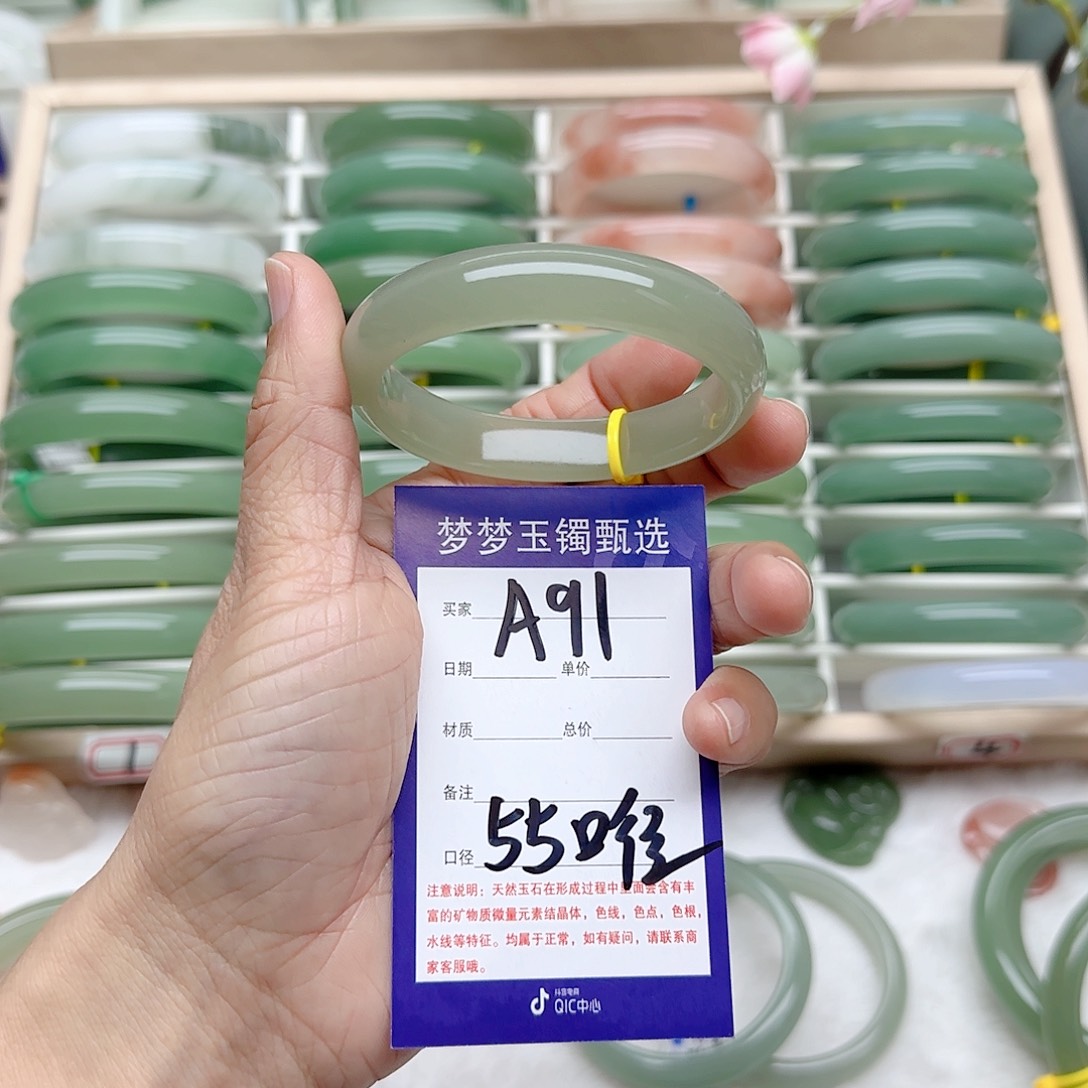 梦梦玉镯甄选
买家 A91
日期 单价
材质 总价
备注
口径 55口径
注意说明：天然玉石在形成过程中里面会含有丰
富的矿物质微量元素结晶体，色线，色点，色根，
水线等特征。均属于正常，如有疑问，请联系商
家客服哦。
抖音电商
QIC中心